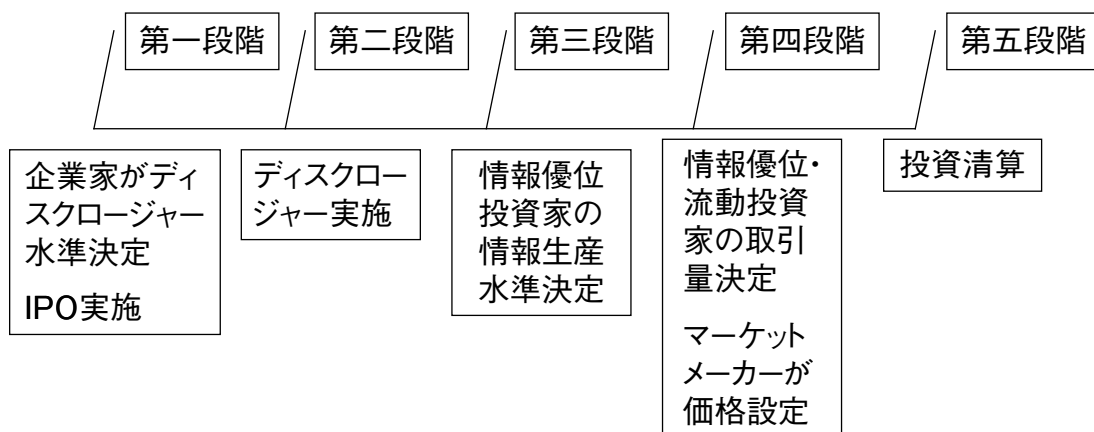 第一段階
第二段階
第三段階
第四段階
第五段階
企業家がディ
スクロージャー
水準決定
IPO実施
ディスクロー
ジャー実施
情報優位
投資家の
情報生産
水準決定
情報優位・
流動投資
家の取引
量決定
マーケット
メーカーが
価格設定
投資清算